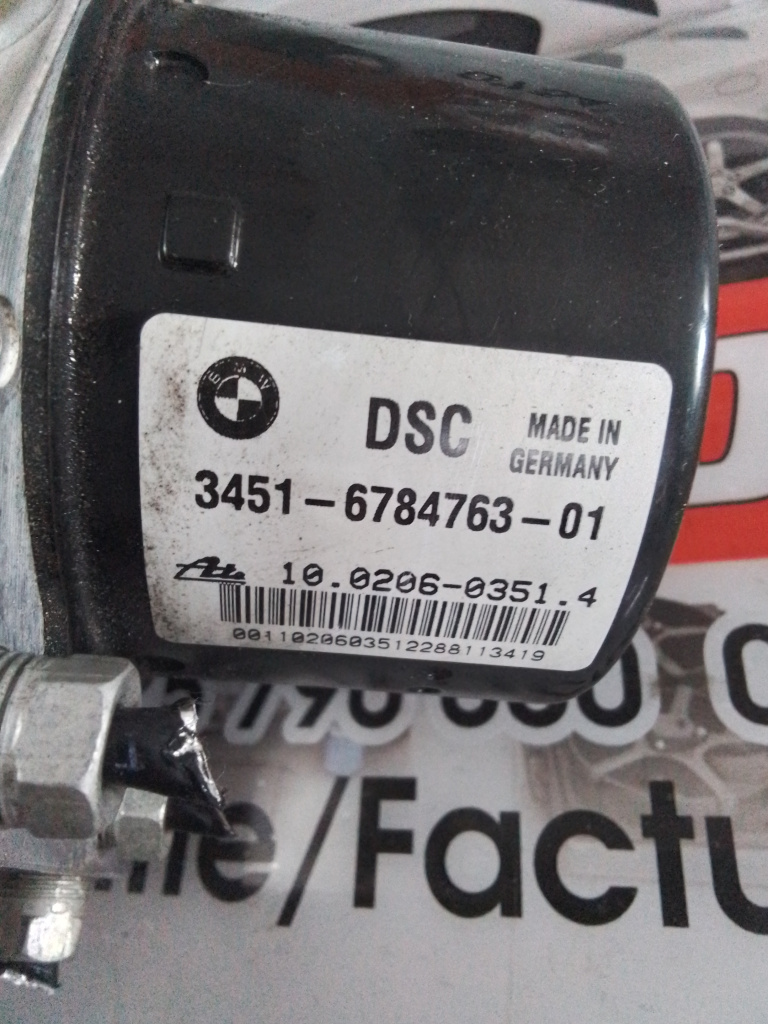 BMW
DSC
MADE IN
GERMANY
3451-6784763-01
Ate 10.0206-0351.4
0011020603512288113419
/Factu